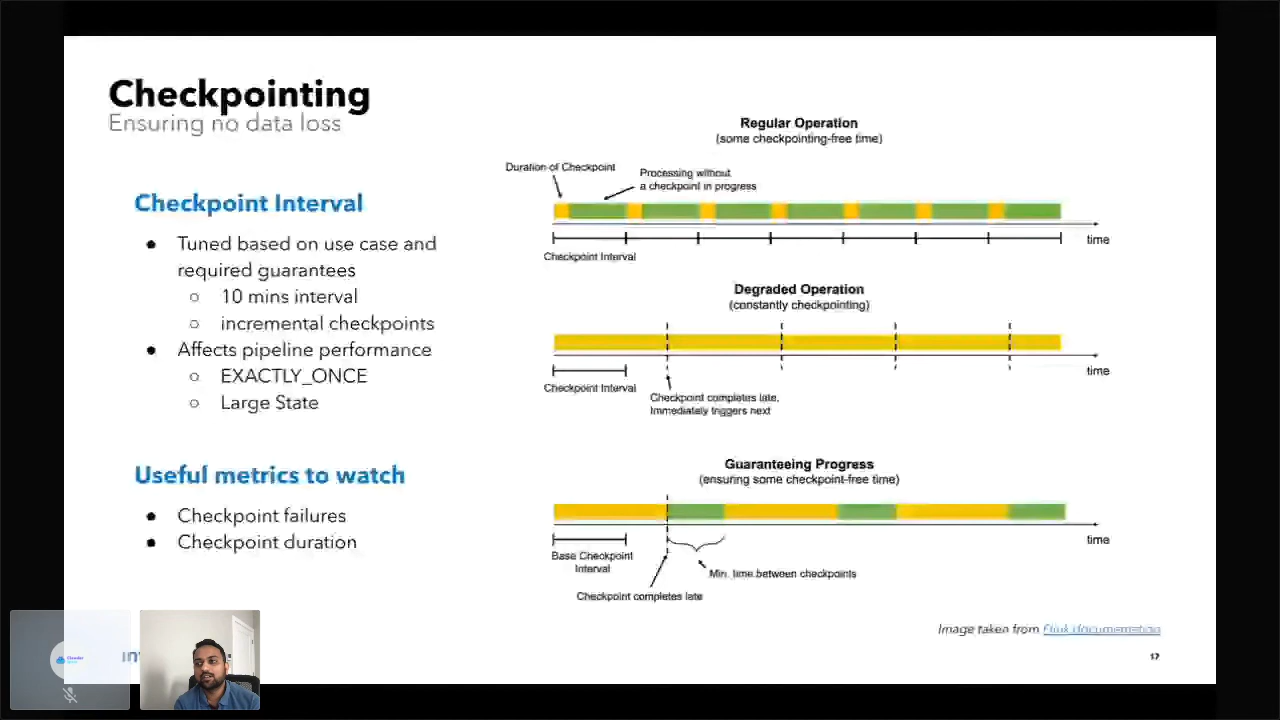 Checkpointing
Ensuring no data loss
Checkpoint Interval
● Tuned based on use case and
required guarantees
○ 10 mins interval
○ incremental checkpoints
● Affects pipeline performance
○ EXACTLY_ONCE
○ Large State
Useful metrics to watch
● Checkpoint failures
● Checkpoint duration
Regular Operation
(some checkpointing-free time)
Duration of Checkpoint
Processing without
a checkpoint in progress
time
Checkpoint Interval
Degraded Operation
(constantly checkpointing)
time
Checkpoint Interval
Checkpoint completes late,
Immediately triggers next
Guaranteeing Progress
(ensuring some checkpoint-free time)
time
Base Checkpoint
Interval
Min. time between checkpoints
Checkpoint completes late
Image taken from Flink documentation
17